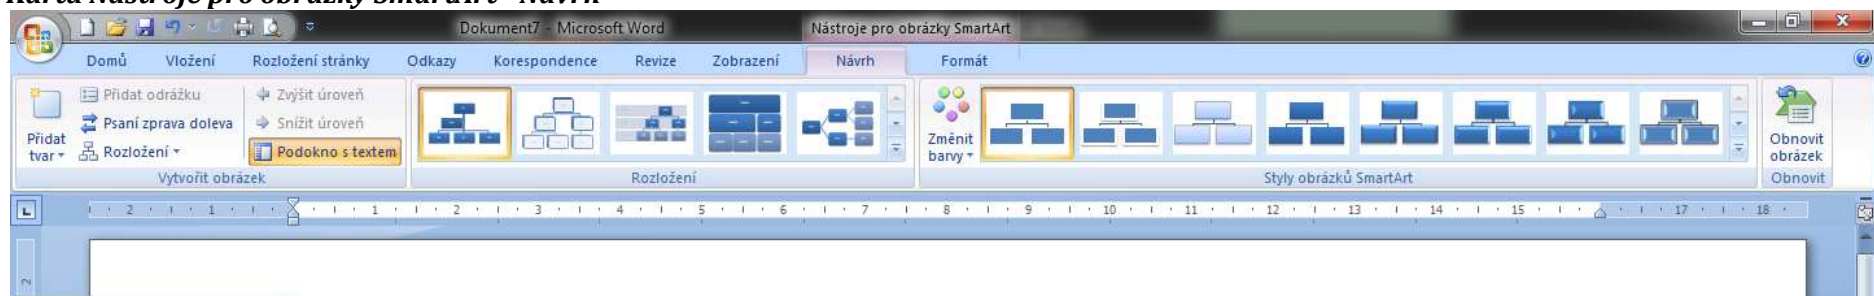 Karta Nástroje pro obrázky SmartArt - Návrh
Dokument7 - Microsoft Word
Nástroje pro obrázky SmartArt
Domů Vložení Rozložení stránky Odkazy Korespondence Revize Zobrazení Návrh Formát
Přidat tvar
Přidat odrážku
Psaní zprava doleva
Rozložení
Zvýšit úroveň
Snížit úroveň
Podokno s textem
Změnit barvy
Obnovit obrázek
Vytvořit obrázek Rozložení Styly obrázků SmartArt Obnovit
L 2 1 1 2 3 4 5 6 7 8 9 10 11 12 13 14 15 17 18
2